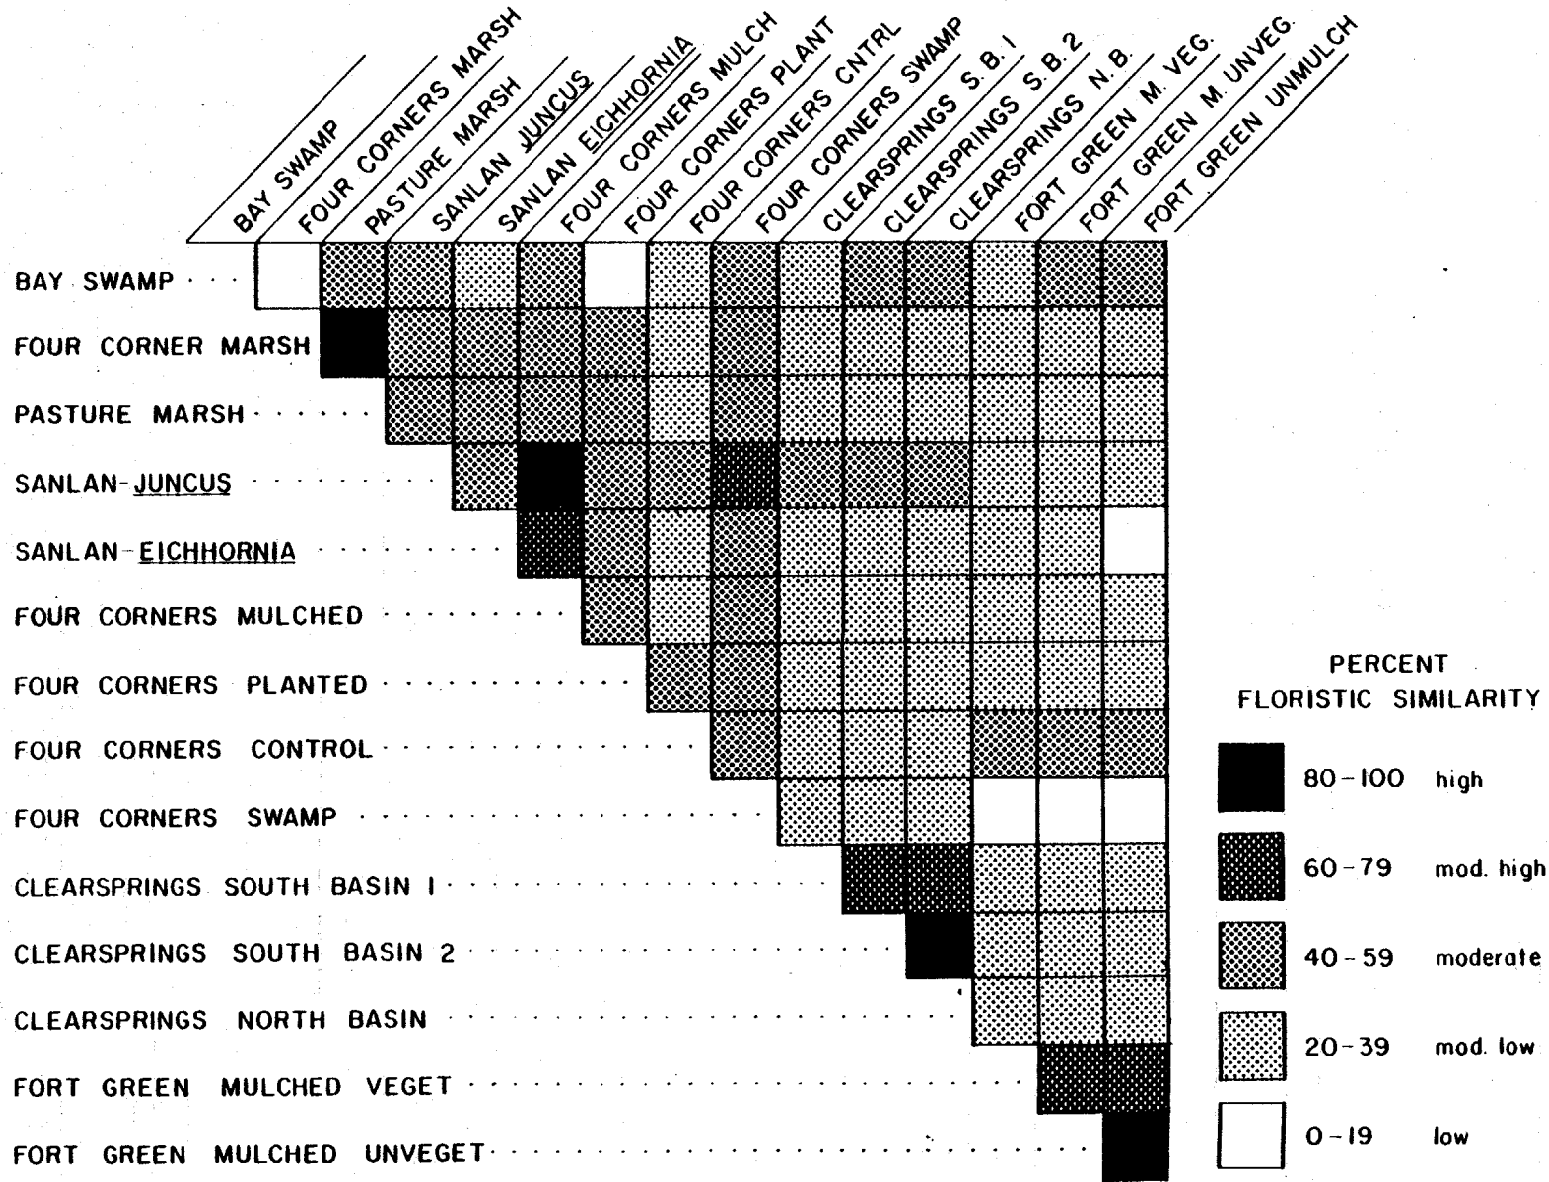 BAY SWAMP
FOUR CORNERS MARSH
PASTURE MARSH
SANLAN JUNCUS
SANLAN EICHHORNIA
FOUR CORNERS MULCH
FOUR CORNERS PLANT
FOUR CORNERS CNTRL
FOUR CORNERS SWAMP
CLEARSPRINGS S.B. 1
CLEARSPRINGS S.B. 2
CLEARSPRINGS N.B.
FORT GREEN M. VEG.
FORT GREEN M. UNVEG.
FORT GREEN UNMULCH
BAY SWAMP
FOUR CORNER MARSH
PASTURE MARSH
SANLAN-JUNCUS
SANLAN-EICHHORNIA
FOUR CORNERS MULCHED
FOUR CORNERS PLANTED
FOUR CORNERS CONTROL
FOUR CORNERS SWAMP
CLEARSPRINGS SOUTH BASIN 1
CLEARSPRINGS SOUTH BASIN 2
CLEARSPRINGS NORTH BASIN
FORT GREEN MULCHED VEGET
FORT GREEN MULCHED UNVEGET
PERCENT
FLORISTIC SIMILARITY
80-100 high
60-79 mod. high
40-59 moderate
20-39 mod. low
0-19 low